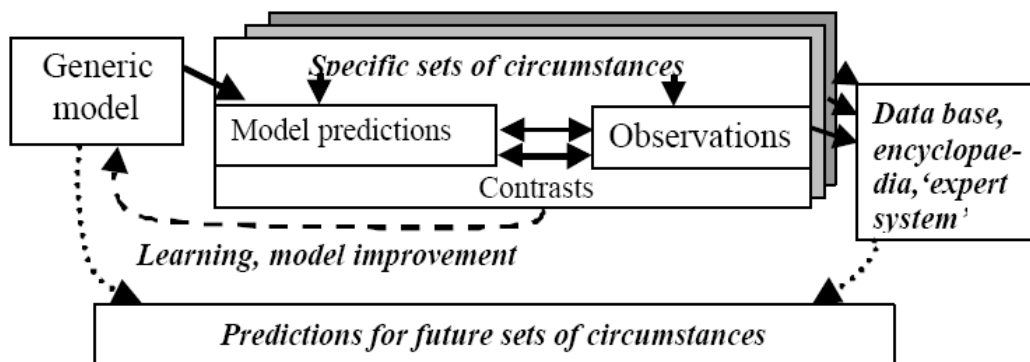 Generic
model
Specific sets of circumstances
Model predictions
Observations
Contrasts
Data base,
encyclopae-
dia,‘expert
system’
Learning, model improvement
Predictions for future sets of circumstances